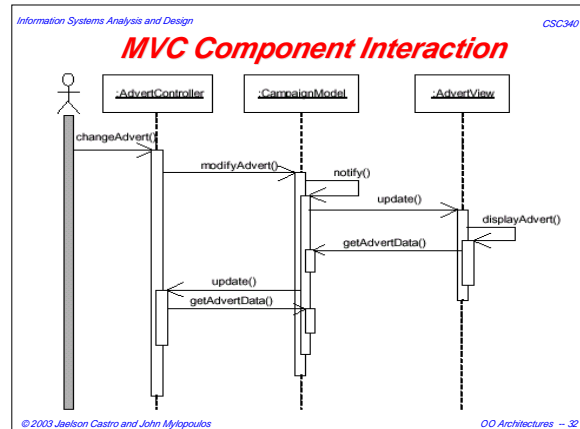 Information Systems Analysis and Design
CSC340
MVC Component Interaction
:AdvertController
:CampaignModel
:AdvertView
changeAdvert()
modifyAdvert()
notify()
update()
displayAdvert()
getAdvertData()
update()
getAdvertData()
© 2003 Jaelson Castro and John Mylopoulos
OO Architectures -- 32